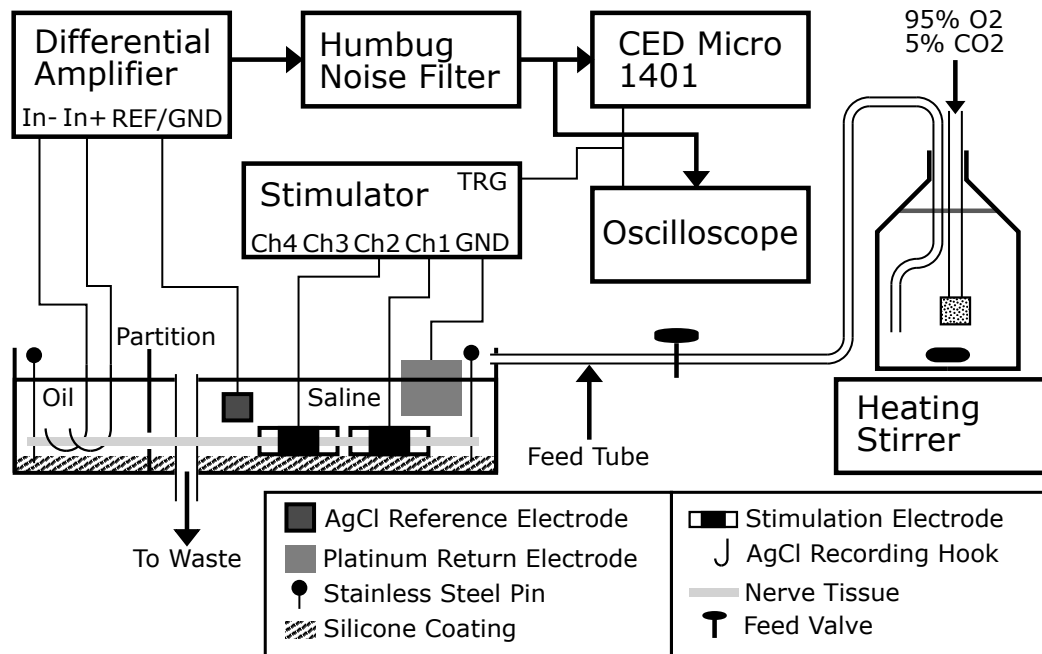 Differential
Amplifier
In- In+ REF/GND
Humbug
Noise Filter
CED Micro
1401
95% O2
5% CO2
TRG
Stimulator
Ch4 Ch3 Ch2 Ch1 GND
Oscilloscope
Partition
Oil
Saline
Feed Tube
Heating
Stirrer
To Waste
AgCl Reference Electrode
Platinum Return Electrode
Stainless Steel Pin
Silicone Coating
Stimulation Electrode
AgCl Recording Hook
Nerve Tissue
Feed Valve